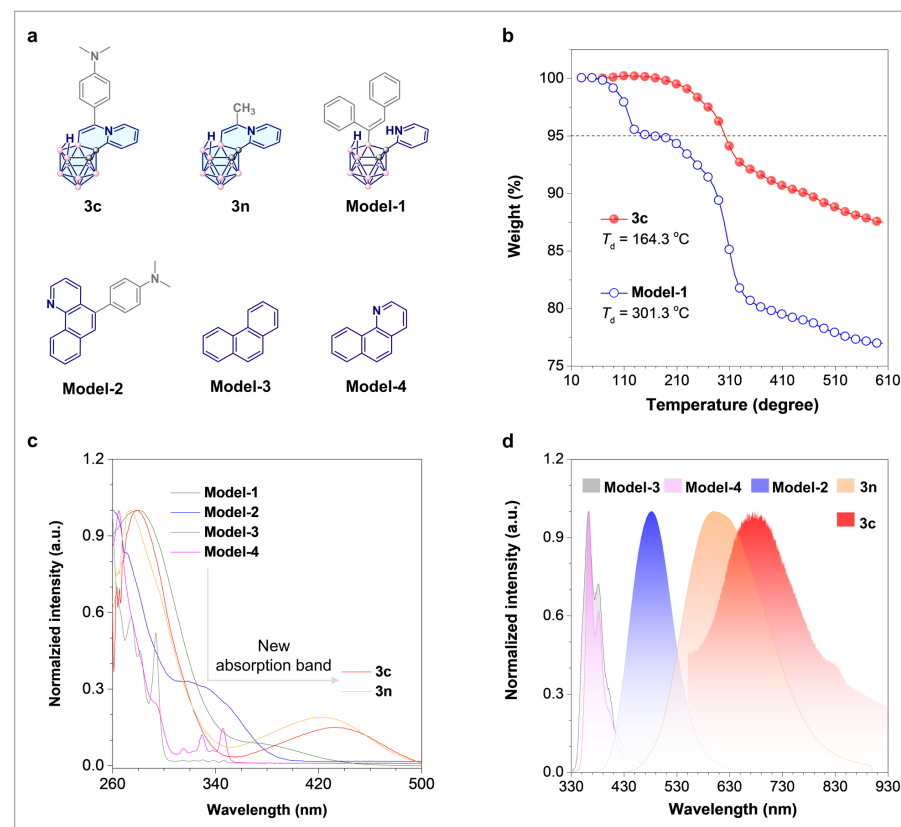 a
N
H
N
3c
CH3
H
N
3n
H
HN
Model-1
N
N
Model-2
Model-3
N
Model-4
b
100
95
90
85
80
75
Weight (%)
3c
Td = 164.3 °C
Model-1
Td = 301.3 °C
10 110 210 310 410 510 610
Temperature (degree)
c
1.2
0.9
0.6
0.3
0.0
Normalzied intensity (a.u.)
Model-1
Model-2
Model-3
Model-4
New
absorption band
3c
3n
260 340 420 500
Wavelength (nm)
d
1.2
0.9
0.6
0.3
0.0
Normalized intensity (a.u.)
Model-3 Model-4 Model-2 3n
3c
330 430 530 630 730 830 930
Wavelength (nm)